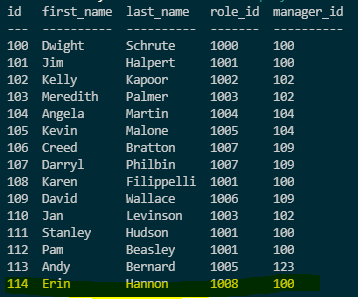 id first_name last_name role_id manager_id
--- ---------- ---------- ------- ----------
100 Dwight Schrute 1000 100
101 Jim Halpert 1001 100
102 Kelly Kapoor 1002 102
103 Meredith Palmer 1003 102
104 Angela Martin 1004 104
105 Kevin Malone 1005 104
106 Creed Bratton 1007 109
107 Darryl Philbin 1007 109
108 Karen Filippelli 1001 100
109 David Wallace 1006 109
110 Jan Levinson 1003 102
111 Stanley Hudson 1001 100
112 Pam Beasley 1001 100
113 Andy Bernard 1005 123
114 Erin Hannon 1008 100